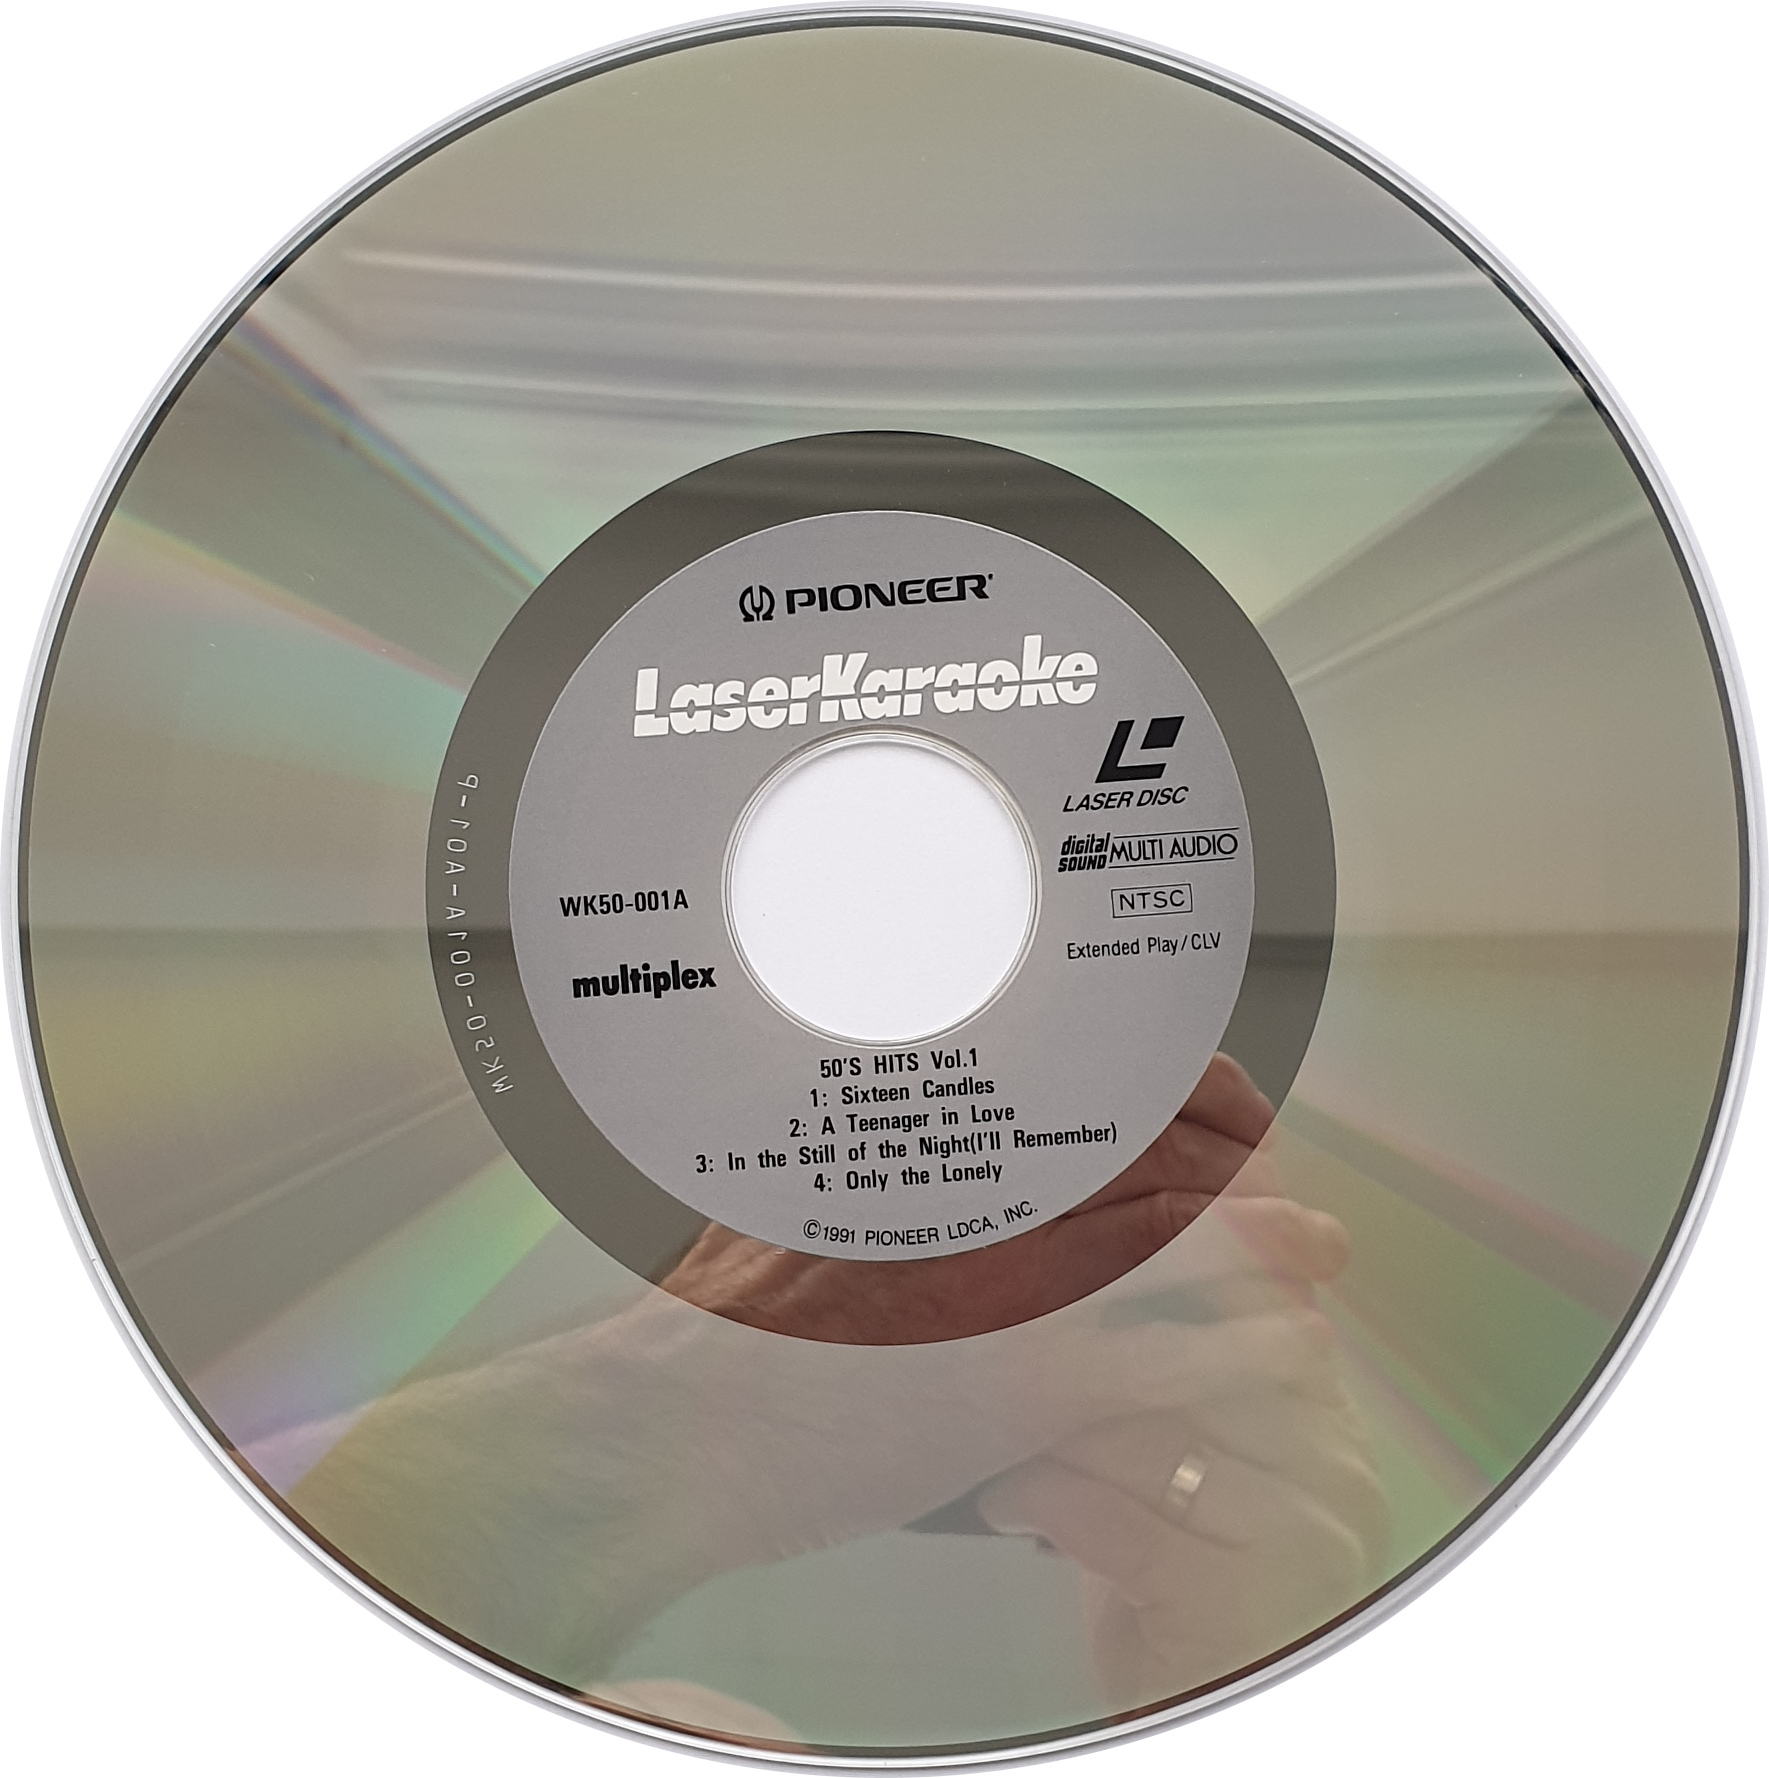 PIONEER
LaserKaraoke
LASER DISC
digital SOUND MULTI AUDIO
NTSC
Extended Play/CLV
WK50-001A
multiplex
50'S HITS Vol.1
1: Sixteen Candles
2: A Teenager in Love
3: In the Still of the Night(I'll Remember)
4: Only the Lonely
©1991 PIONEER LDCA, INC.